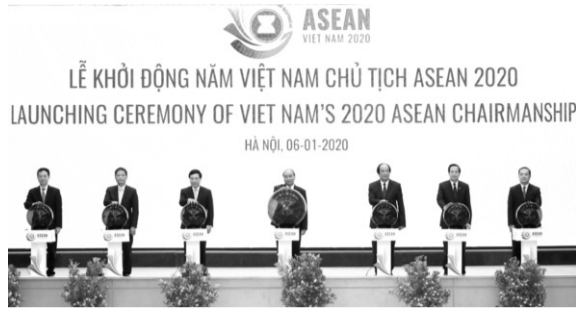 ASEAN
VIET NAM 2020
LỄ KHỞI ĐỘNG NĂM VIỆT NAM CHỦ TỊCH ASEAN 2020
LAUNCHING CEREMONY OF VIET NAM'S 2020 ASEAN CHAIRMANSHIP
HÀ NỘI, 06-01-2020